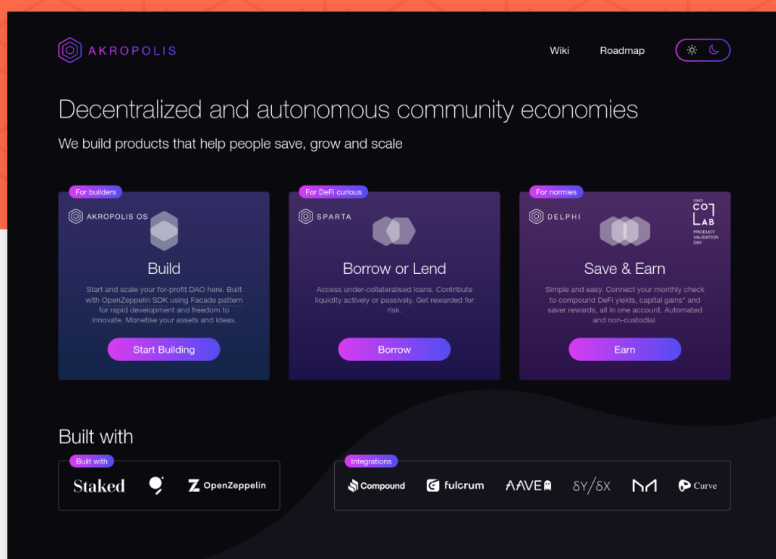 AKROPOLIS
Wiki
Roadmap
Decentralized and autonomous community economies
We build products that help people save, grow and scale
For builders
AKROPOLIS OS
Build
Start and scale your for-profit DAO here. Built
with OpenZeppelin SDK using Facade pattern
for rapid development and freedom to
innovate. Monetise your assets and ideas.
Start Building
For DeFi curious
SPARTA
Borrow or Lend
Access under-collateralised loans. Contribute
liquidity actively or passively. Get rewarded for
risk.
Borrow
For normies
DELPHI
COLAB
PRODUCT
VALIDATION
DAY
Save & Earn
Simple and easy. Connect your monthly check
to compound DeFi yields, capital gains* and
saver rewards, all in one account. Automated
and non-custodial.
Earn
Built with
Built with
Staked
OpenZeppelin
Integrations
Compound
fulcrum
AAVE
δY/δX
Curve